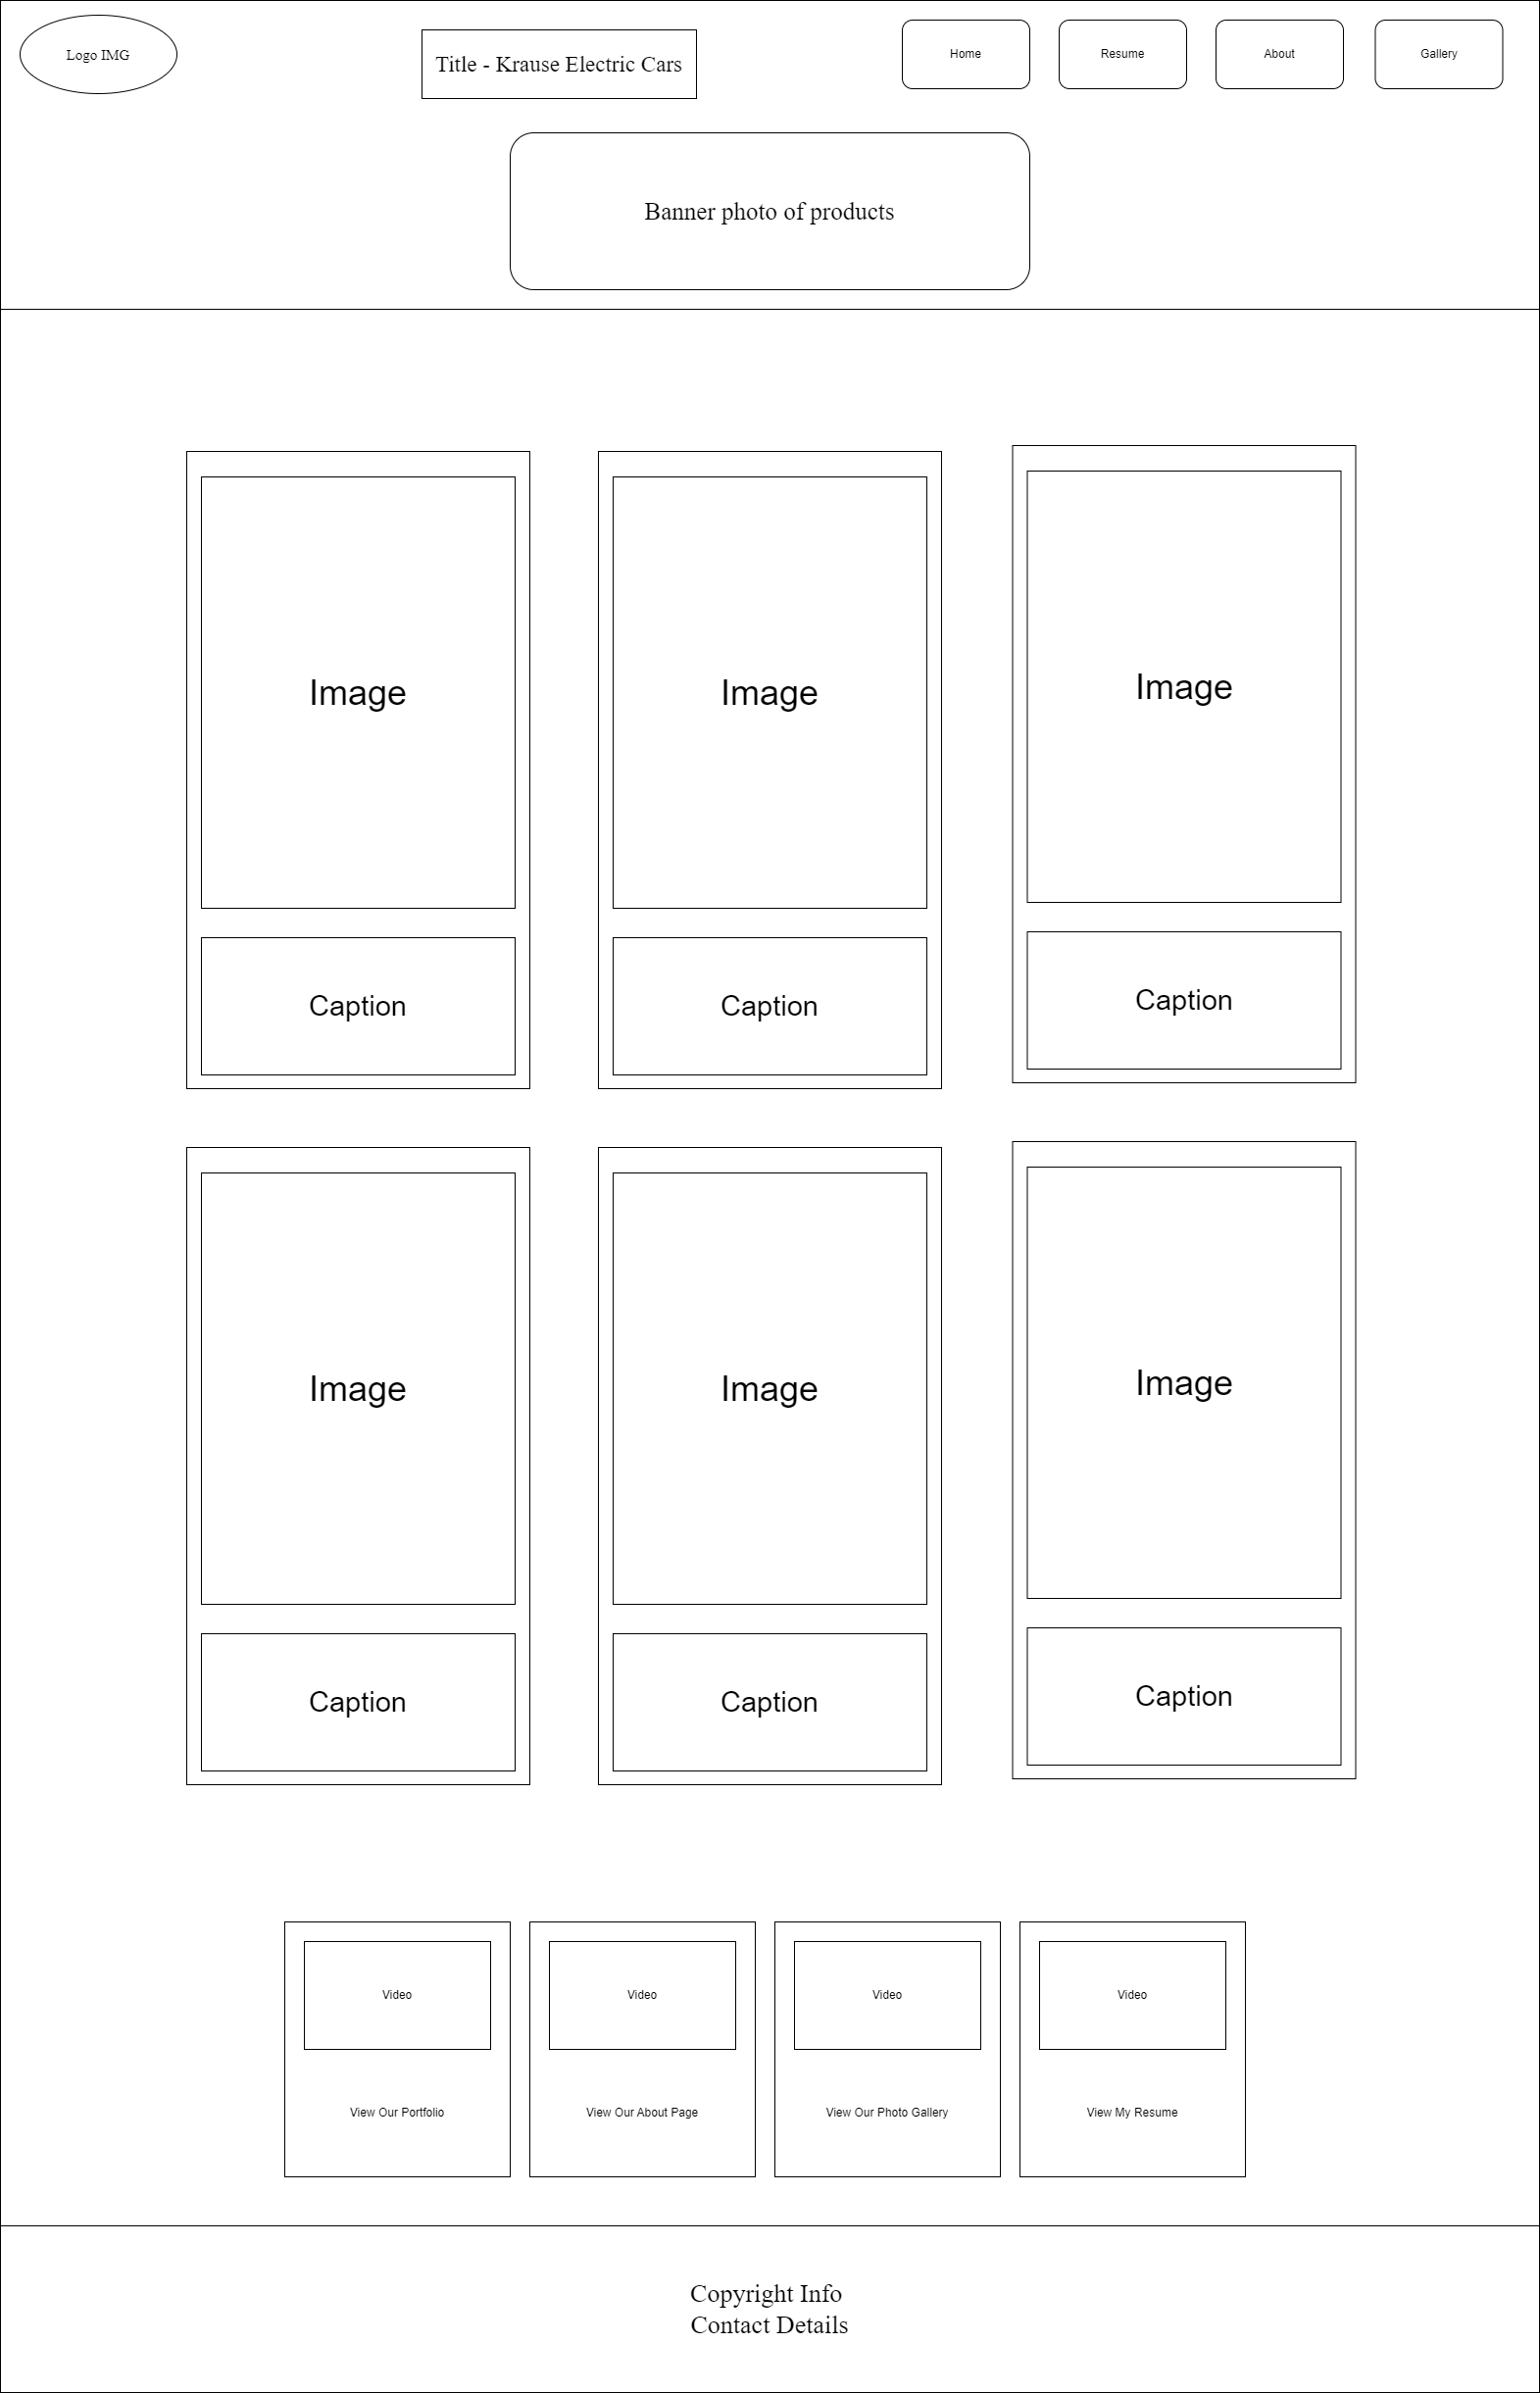 Logo IMG
Title - Krause Electric Cars
Home
Resume
About
Gallery
Banner photo of products
Image
Image
Image
Caption
Caption
Caption
Image
Image
Image
Caption
Caption
Caption
Video
Video
Video
Video
View Our Portfolio
View Our About Page
View Our Photo Gallery
View My Resume
Copyright Info
Contact Details